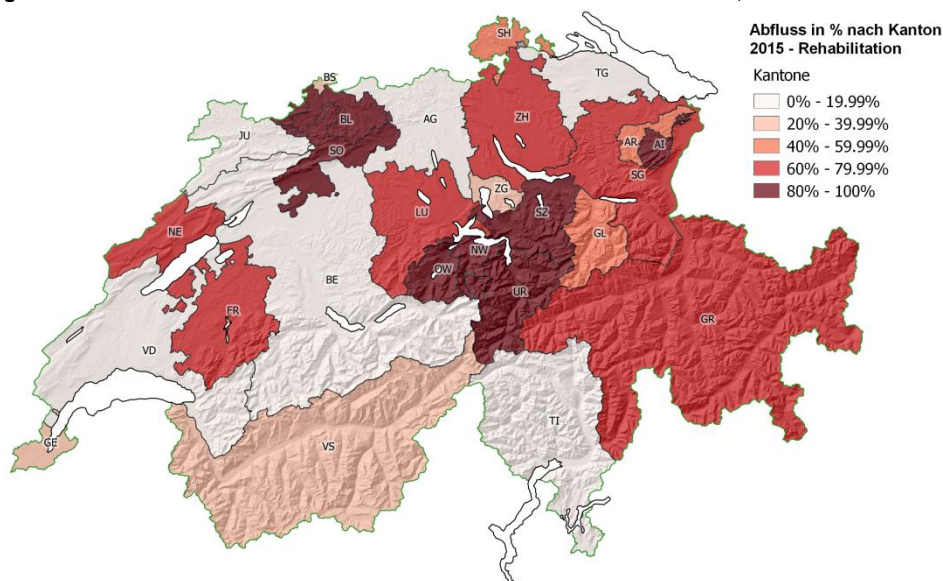 Abfluss in % nach Kanton
2015 - Rehabilitation
Kantone
0% - 19.99%
20% - 39.99%
40% - 59.99%
60% - 79.99%
80% - 100%
SH
BS
TG
BL
AG
ZH
JU
AR
AI
SO
SG
ZG
LU
SZ
NE
GL
NW
OW
BE
UR
FR
GR
VD
TI
GE
VS